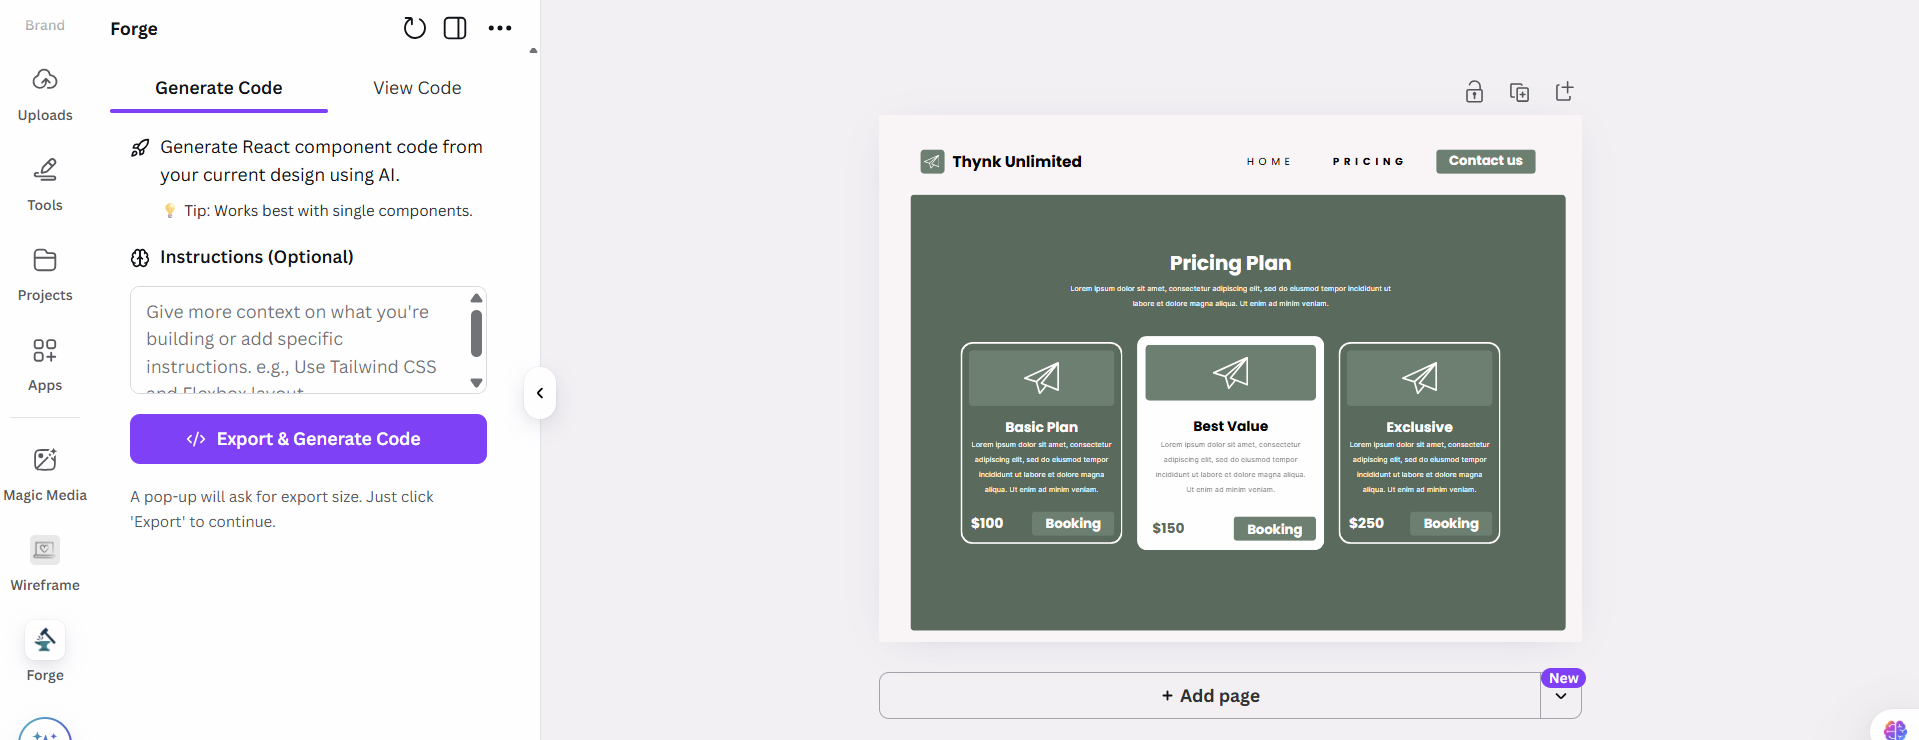 Brand
Uploads
Tools
Projects
Apps
Magic Media
Wireframe
Forge
Forge
Generate Code
View Code
Generate React component code from
your current design using AI.
💡 Tip: Works best with single components.
Instructions (Optional)
Give more context on what you're
building or add specific
instructions. e.g., Use Tailwind CSS
and Flexbox layout
</> Export & Generate Code
A pop-up will ask for export size. Just click
'Export' to continue.
Thynk Unlimited
HOME
PRICING
Contact us
Pricing Plan
Lorem ipsum dolor sit amet, consectetur adipiscing elit, sed do eiusmod tempor incididunt ut
labore et dolore magna aliqua. Ut enim ad minim veniam.
Basic Plan
Lorem ipsum dolor sit amet, consectetur
adipiscing elit, sed do eiusmod tempor
incididunt ut labore et dolore magna
aliqua. Ut enim ad minim veniam.
$100
Booking
Best Value
Lorem ipsum dolor sit amet, consectetur
adipiscing elit, sed do eiusmod tempor
incididunt ut labore et dolore magna aliqua.
Ut enim ad minim veniam.
$150
Booking
Exclusive
Lorem ipsum dolor sit amet, consectetur
adipiscing elit, sed do eiusmod tempor
incididunt ut labore et dolore magna
aliqua. Ut enim ad minim veniam.
$250
Booking
+ Add page
New